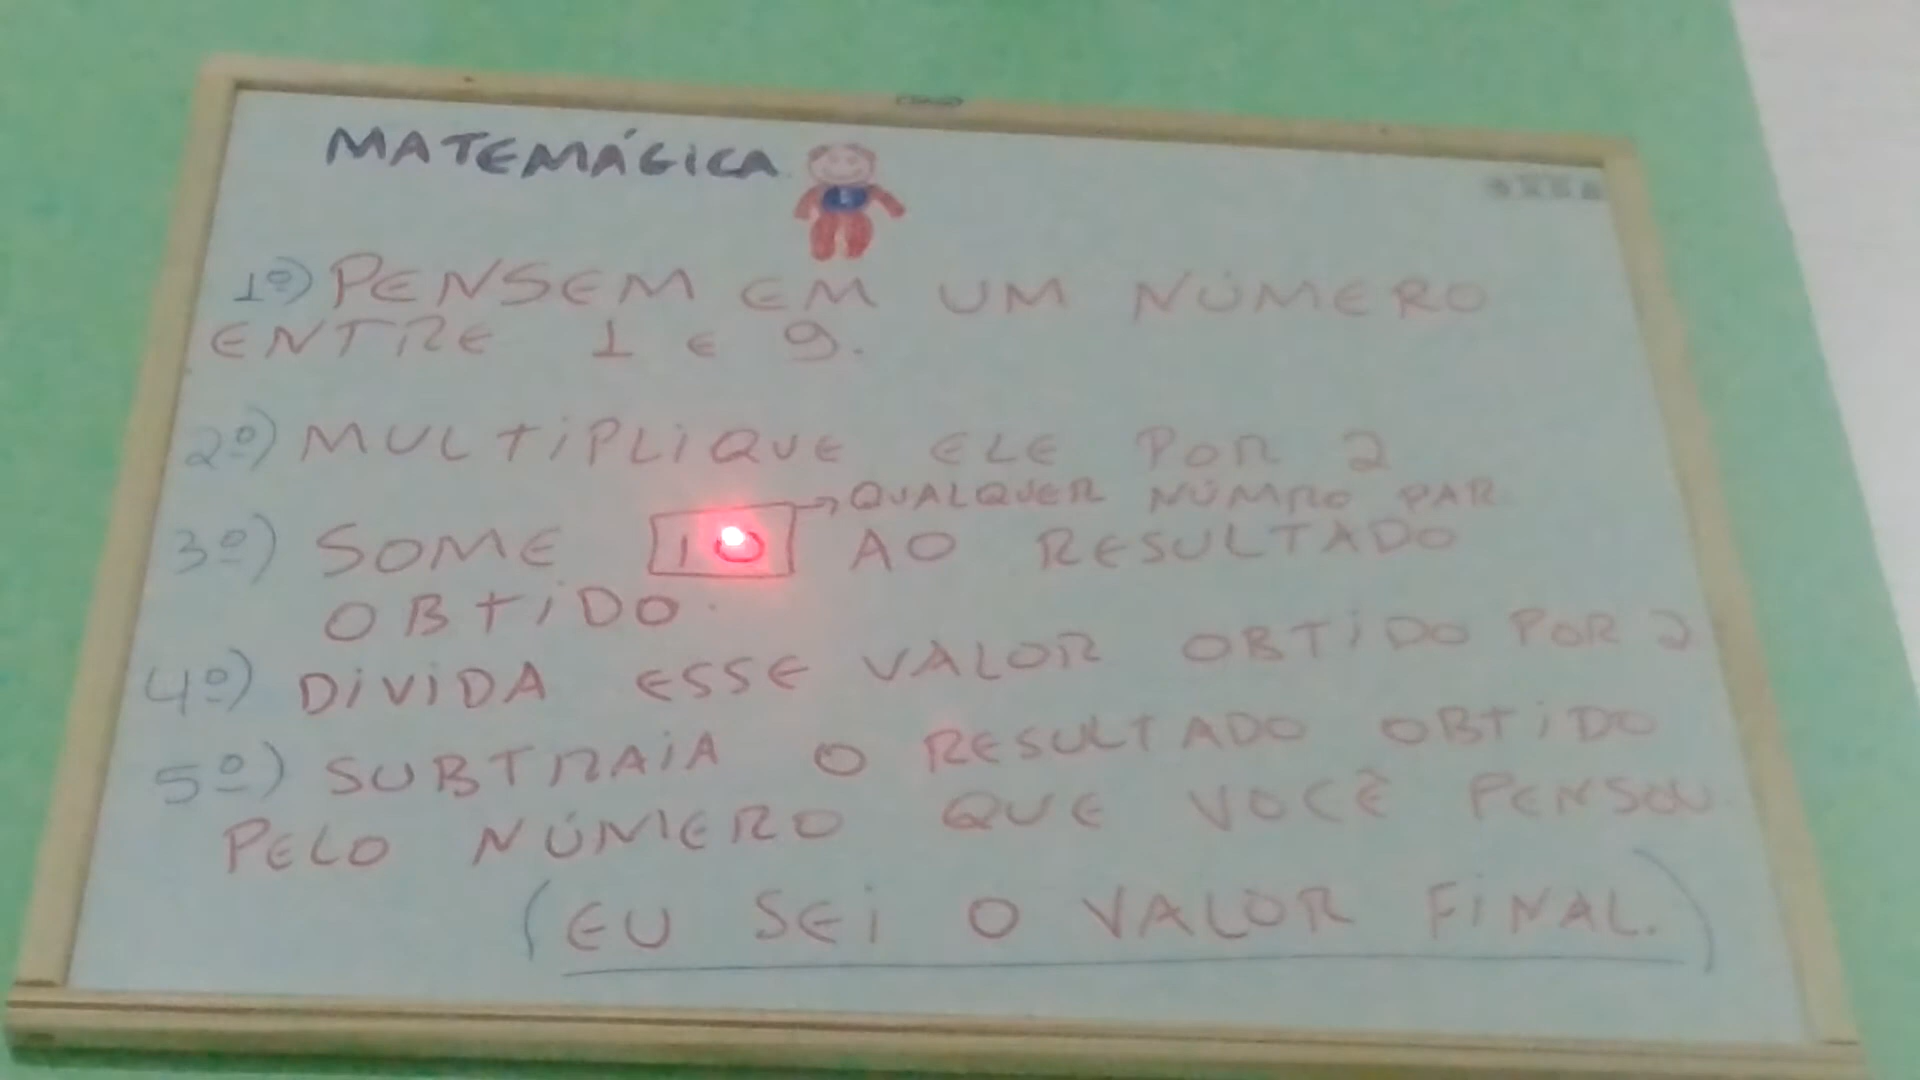 MATEMÁGICA
1º) PENSEM EM UM NÚMERO
ENTRE 1 E 9.
2º) MULTIPLIQUE ELE POR 2
→ QUALQUER NÚMRO PAR
3º) SOME 10 AO RESULTADO
OBTIDO.
4º) DIVIDA ESSE VALOR OBTIDO POR 2
5º) SUBTRAIA O RESULTADO OBTIDO
PELO NÚMERO QUE VOCÊ PENSOU
(EU SEI O VALOR FINAL.)